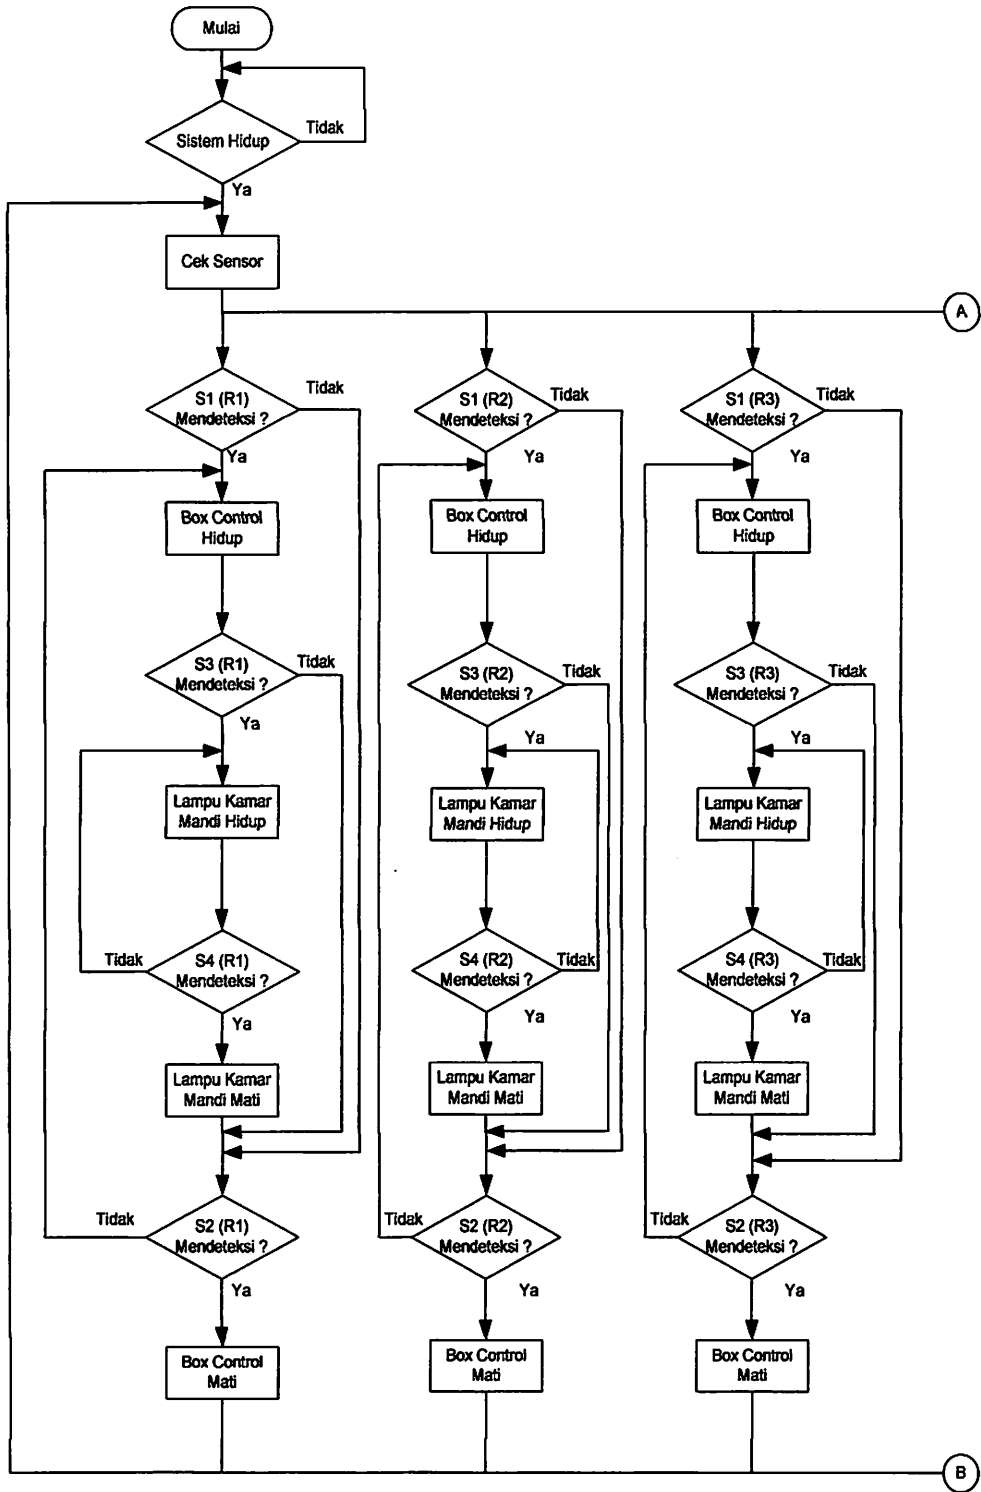 Mulai
Sistem Hidup
Tidak
Ya
Cek Sensor
A
S1 (R1)
Mendeteksi ?
Tidak
Ya
Box Control
Hidup
S3 (R1)
Mendeteksi ?
Tidak
Ya
Lampu Kamar
Mandi Hidup
S4 (R1)
Mendeteksi ?
Tidak
Ya
Lampu Kamar
Mandi Mati
S2 (R1)
Mendeteksi ?
Tidak
Ya
Box Control
Mati
S1 (R2)
Mendeteksi ?
Tidak
Ya
Box Control
Hidup
S3 (R2)
Mendeteksi ?
Tidak
Ya
Lampu Kamar
Mandi Hidup
S4 (R2)
Mendeteksi ?
Tidak
Ya
Lampu Kamar
Mandi Mati
S2 (R2)
Mendeteksi ?
Tidak
Ya
Box Control
Mati
S1 (R3)
Mendeteksi ?
Tidak
Ya
Box Control
Hidup
S3 (R3)
Mendeteksi ?
Tidak
Ya
Lampu Kamar
Mandi Hidup
S4 (R3)
Mendeteksi ?
Tidak
Ya
Lampu Kamar
Mandi Mati
S2 (R3)
Mendeteksi ?
Tidak
Ya
Box Control
Mati
B